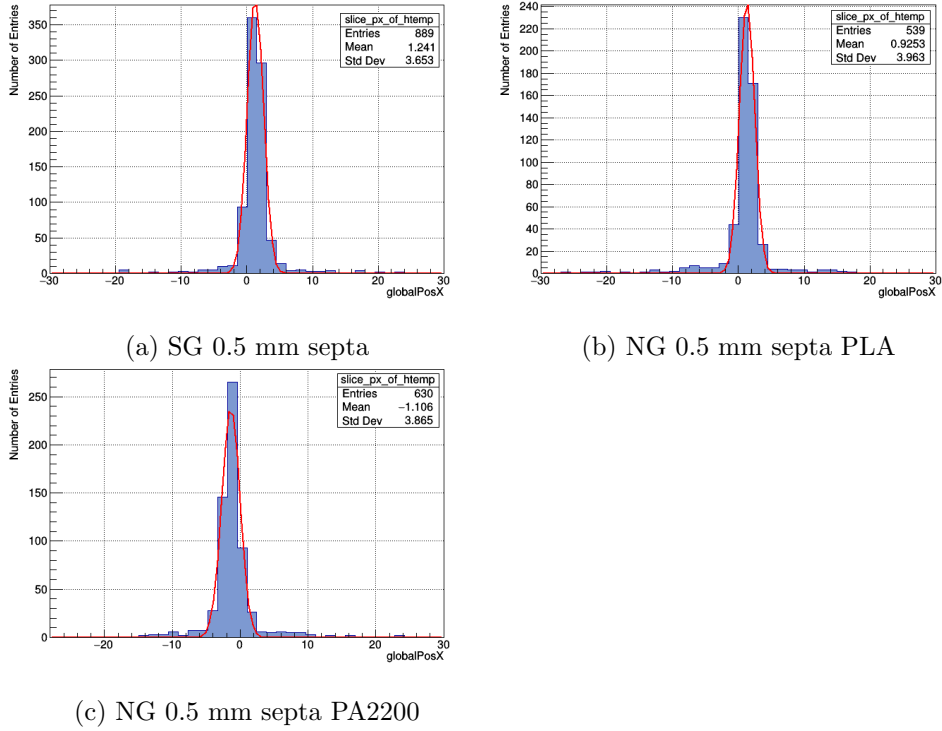 slice_px_of_htemp
Entries 889
Mean 1.241
Std Dev 3.653
Number of Entries
350
300
250
200
150
100
50
0
−30 −20 −10 0 10 20 30
globalPosX
(a) SG 0.5 mm septa
slice_px_of_htemp
Entries 539
Mean 0.9253
Std Dev 3.963
Number of Entries
240
220
200
180
160
140
120
100
80
60
40
20
0
−30 −20 −10 0 10 20 30
globalPosX
(b) NG 0.5 mm septa PLA
slice_px_of_htemp
Entries 630
Mean −1.106
Std Dev 3.865
Number of Entries
250
200
150
100
50
0
−20 −10 0 10 20 30
globalPosX
(c) NG 0.5 mm septa PA2200